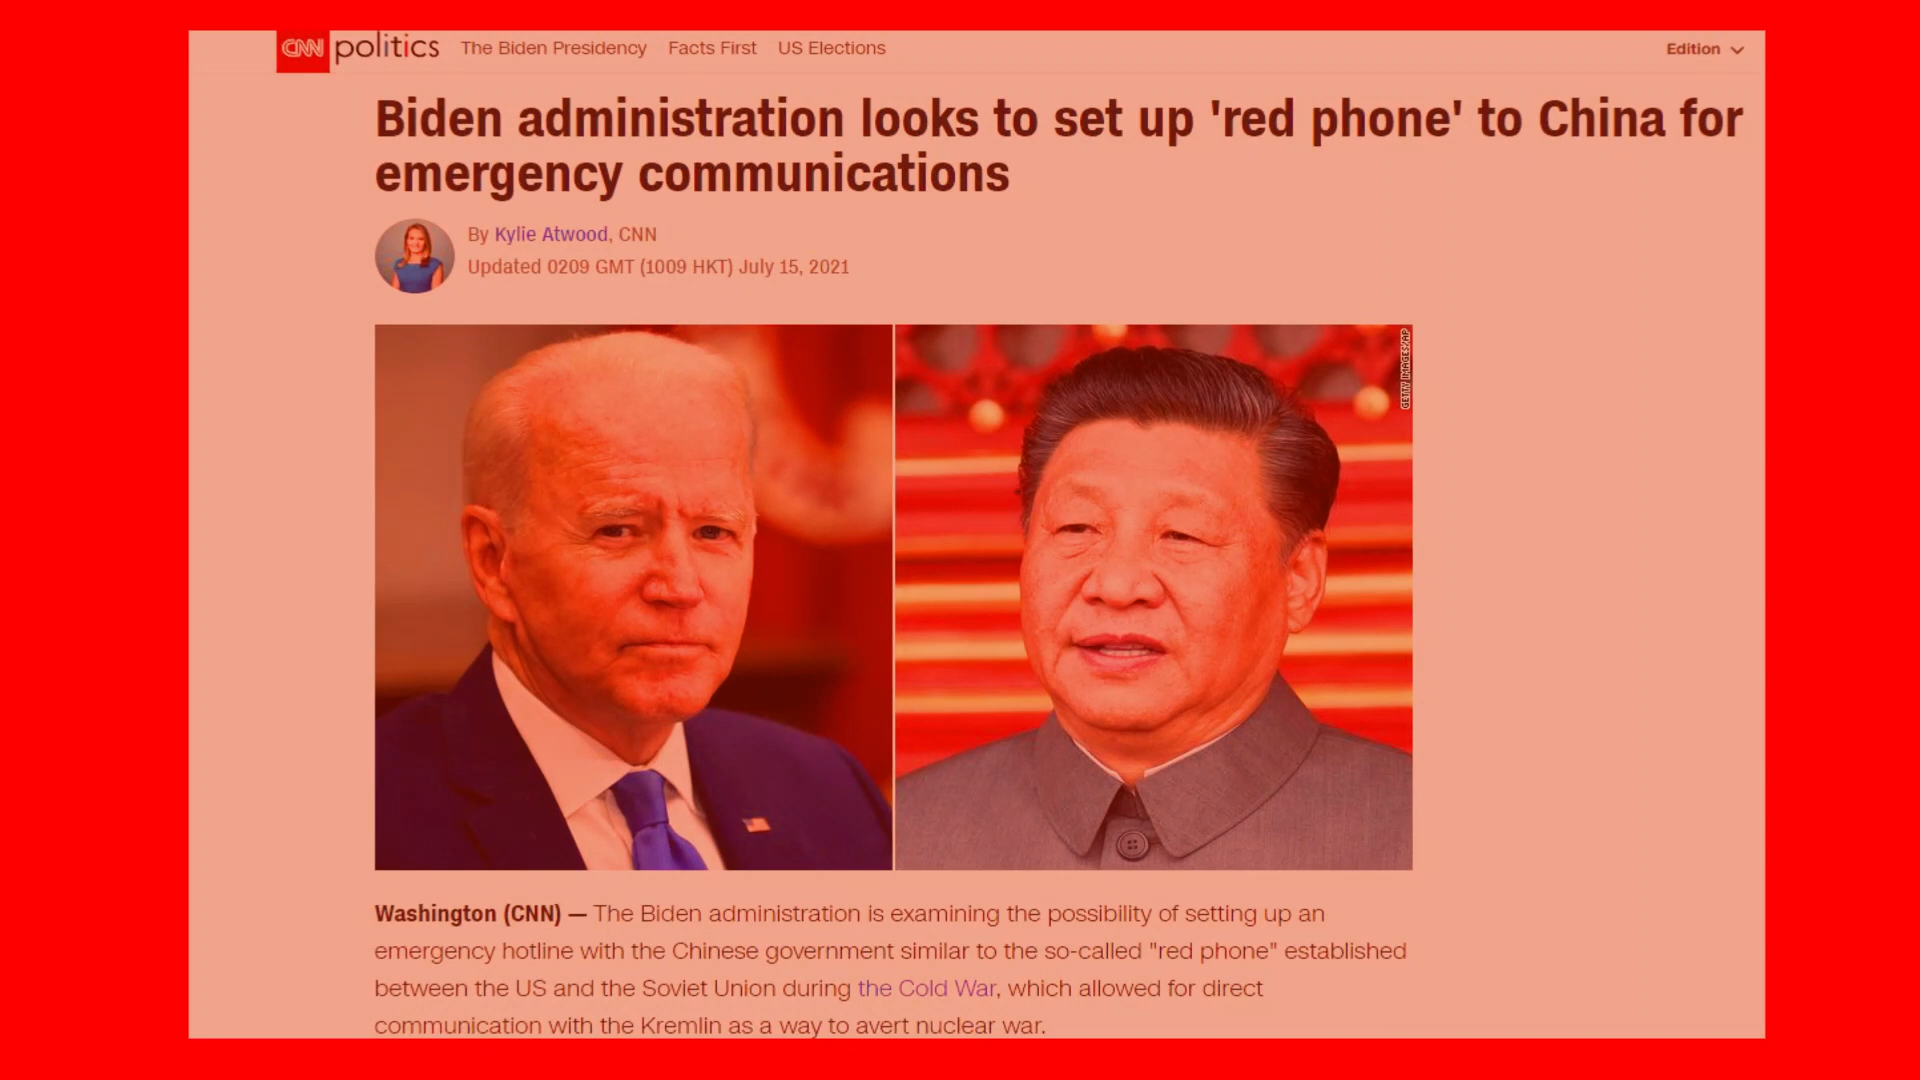 CNN politics The Biden Presidency Facts First US Elections Edition
Biden administration looks to set up 'red phone' to China for
emergency communications
By Kylie Atwood, CNN
Updated 0209 GMT (1009 HKT) July 15, 2021
GETTY IMAGES/AP
Washington (CNN) — The Biden administration is examining the possibility of setting up an
emergency hotline with the Chinese government similar to the so-called "red phone" established
between the US and the Soviet Union during the Cold War, which allowed for direct
communication with the Kremlin as a way to avert nuclear war.